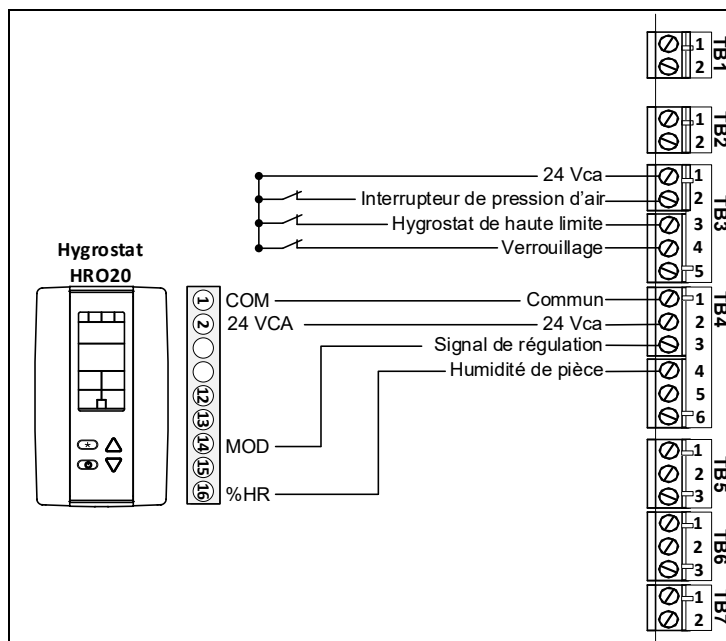 Hygrostat
HRO20
1 COM
2 24 VCA
12
13
14 MOD
15
16 %HR
24 Vca
Interrupteur de pression d'air
Hygrostat de haute limite
Verrouillage
Commun
24 Vca
Signal de régulation
Humidité de pièce
1
2
TB1
1
2
TB2
1
2
3
4
5
TB3
1
2
3
4
5
6
TB4
1
2
3
TB5
1
2
3
TB6
1
2
TB7